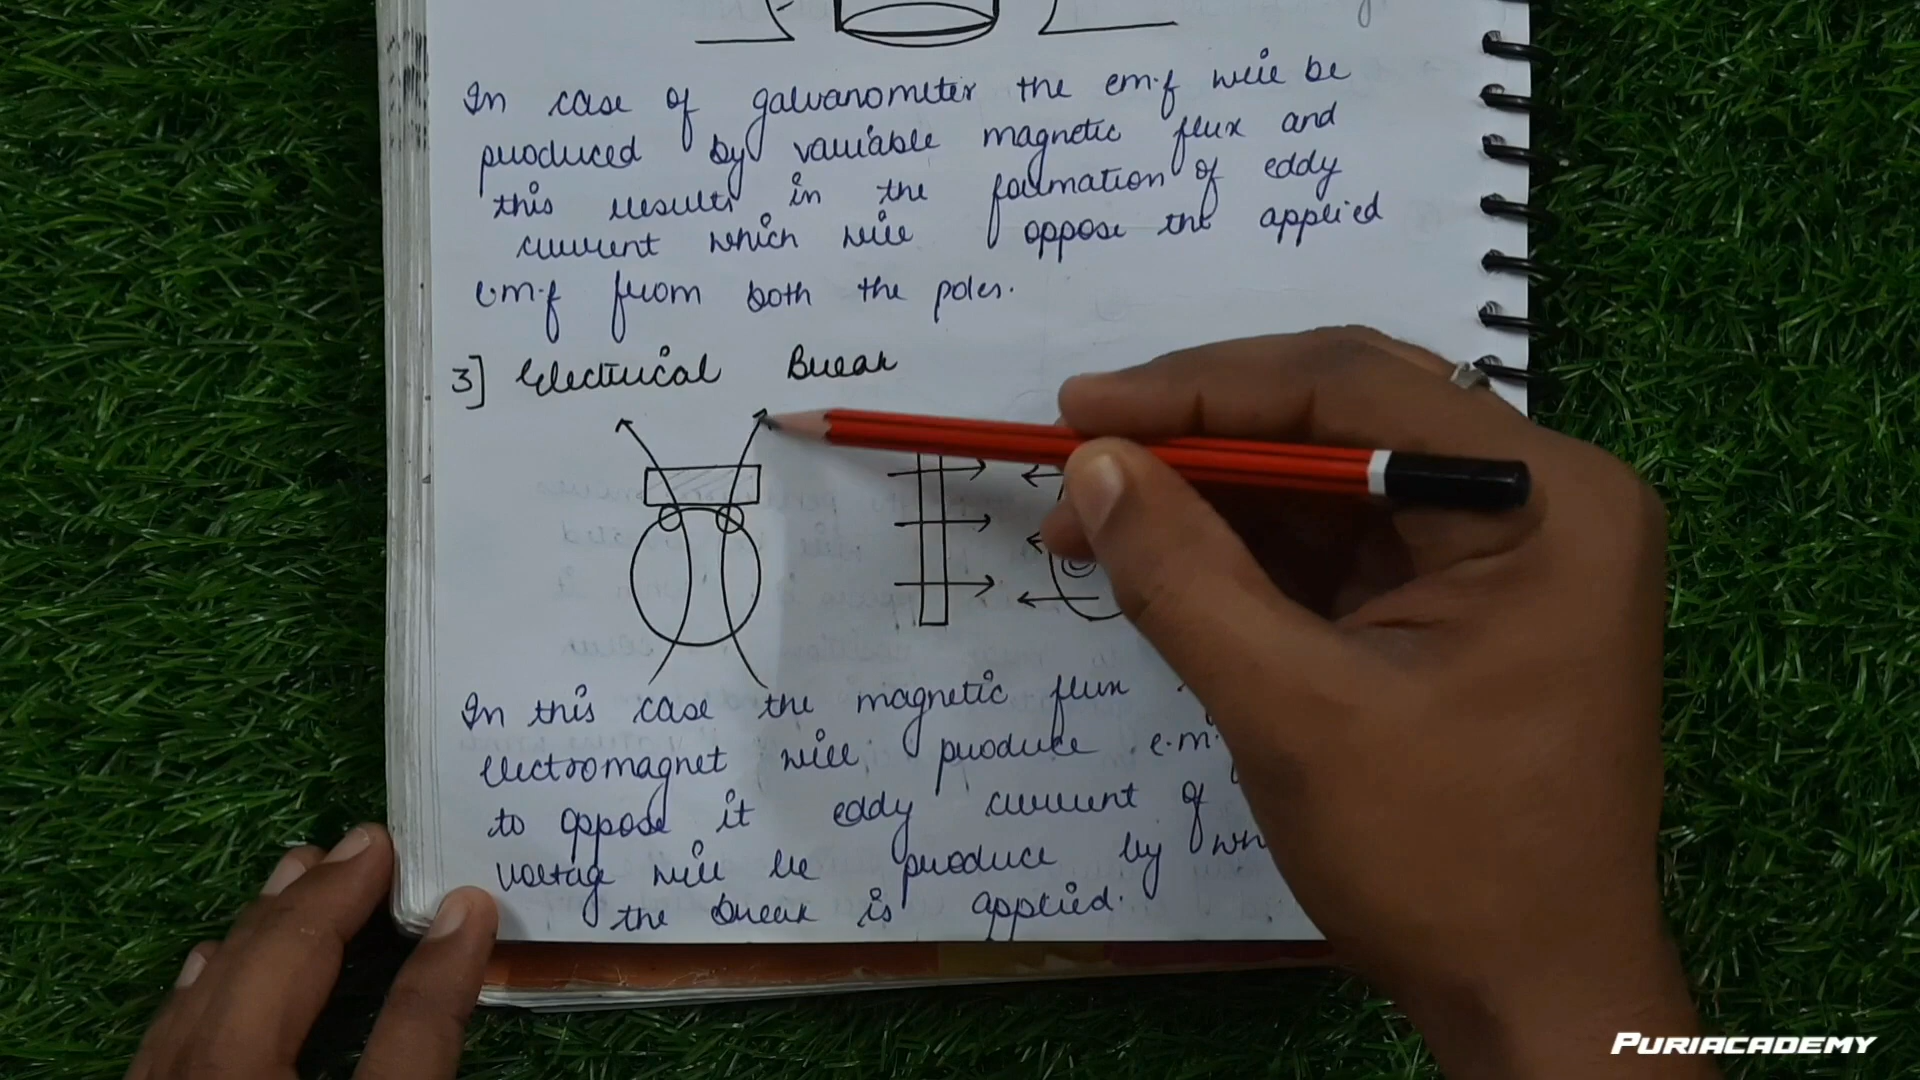 In case of galvanometer the em.f will be
produced by variable magnetic flux and
this results in the formation of eddy
current which will oppose the applied
em.f from both the poles.
3] Electrical Break
In this case the magnetic flux
electromagnet will produce e.m.
to oppose it eddy current of
voltage will be produce by
the break is applied.
PURIACADEMY